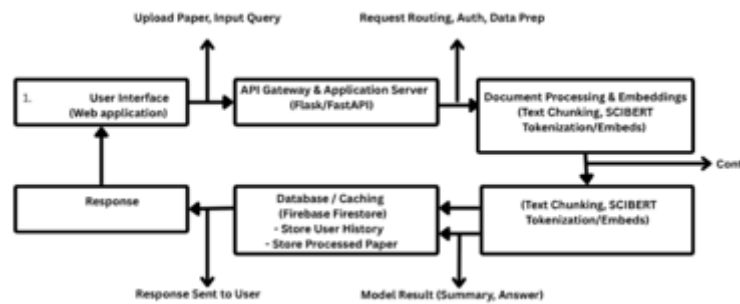 Upload Paper, Input Query
Request Routing, Auth, Data Prep
1. User Interface
(Web application)
API Gateway & Application Server
(Flask/FastAPI)
Document Processing & Embeddings
(Text Chunking, SCIBERT
Tokenization/Embeds)
Cont
Response
Database / Caching
(Firebase Firestore)
- Store User History
- Store Processed Paper
(Text Chunking, SCIBERT
Tokenization/Embeds)
Response Sent to User
Model Result (Summary, Answer)